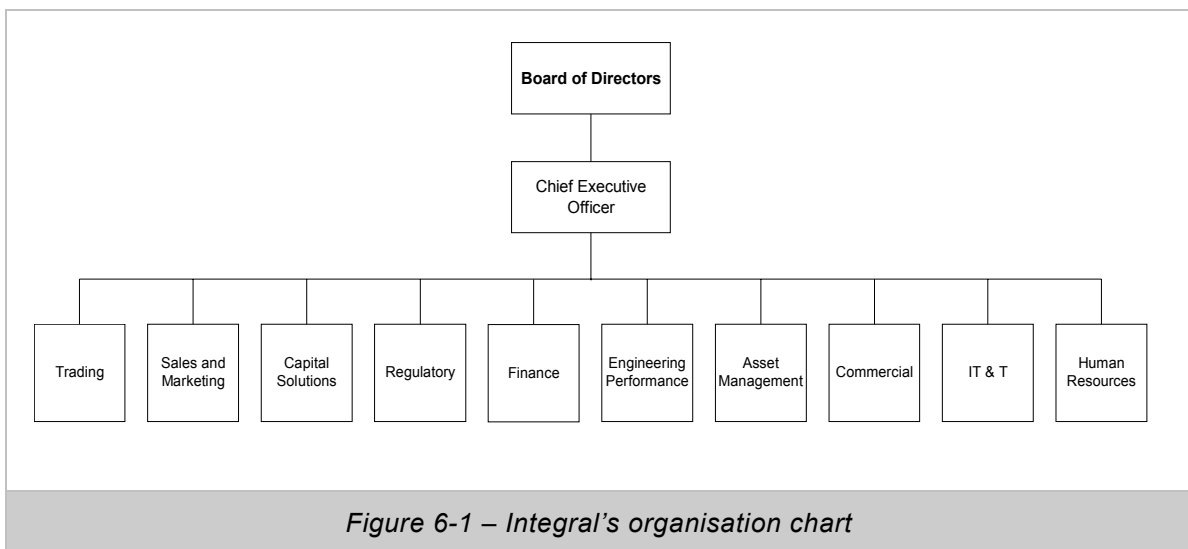 Board of Directors
Chief Executive
Officer
Trading
Sales and
Marketing
Capital
Solutions
Regulatory
Finance
Engineering
Performance
Asset
Management
Commercial
IT & T
Human
Resources
Figure 6-1 – Integral's organisation chart